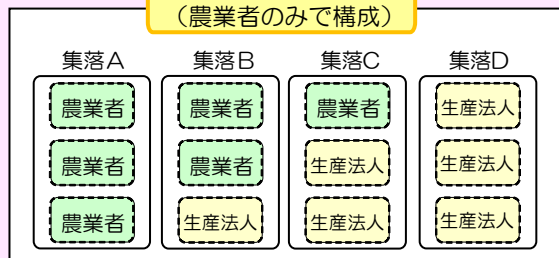 （農業者のみで構成）
集落A 集落B 集落C 集落D
農業者 農業者 農業者 生産法人
農業者 農業者 生産法人 生産法人
農業者 生産法人 生産法人 生産法人